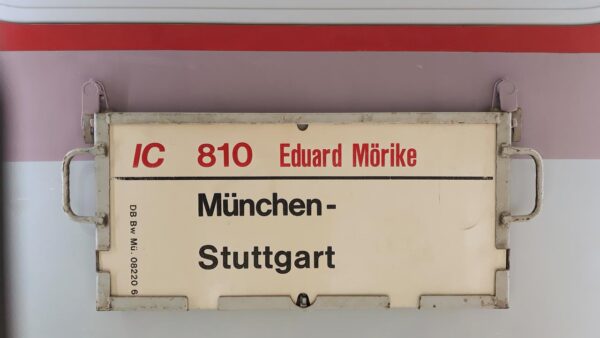 IC 810 Eduard Mörike
München-
Stuttgart
DB Bw Mü. 08220 6